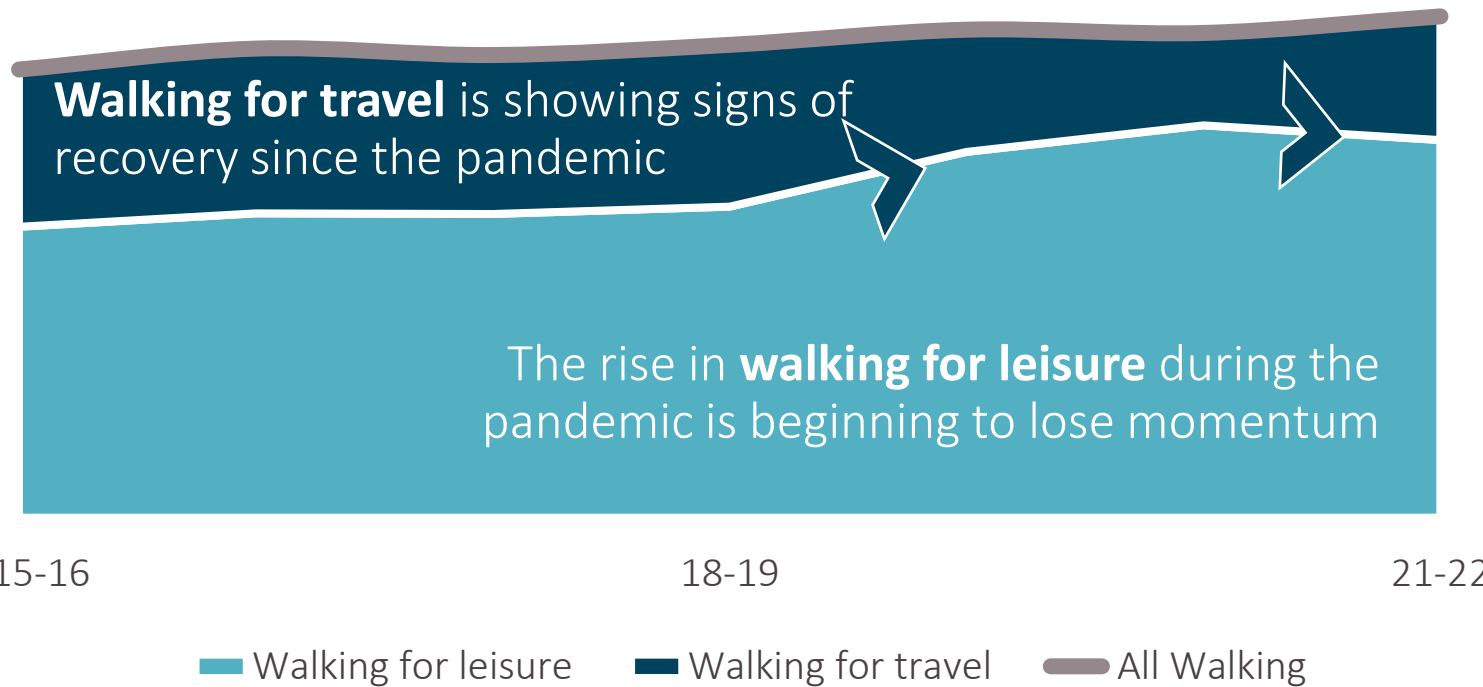 Walking for travel is showing signs of
recovery since the pandemic
The rise in walking for leisure during the
pandemic is beginning to lose momentum
15-16 18-19 21-22
Walking for leisure Walking for travel All Walking